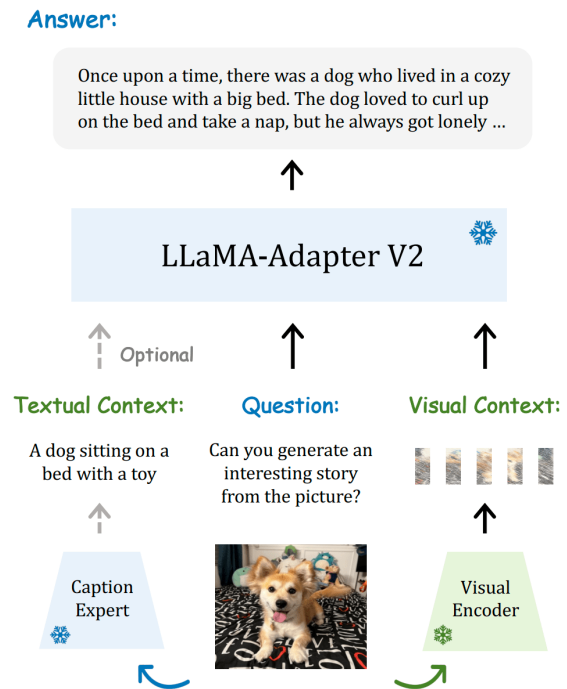 Answer:
Once upon a time, there was a dog who lived in a cozy
little house with a big bed. The dog loved to curl up
on the bed and take a nap, but he always got lonely ...
LLaMA-Adapter V2
Optional
Textual Context:
Question:
Visual Context:
A dog sitting on a
bed with a toy
Can you generate an
interesting story
from the picture?
Caption
Expert
Visual
Encoder